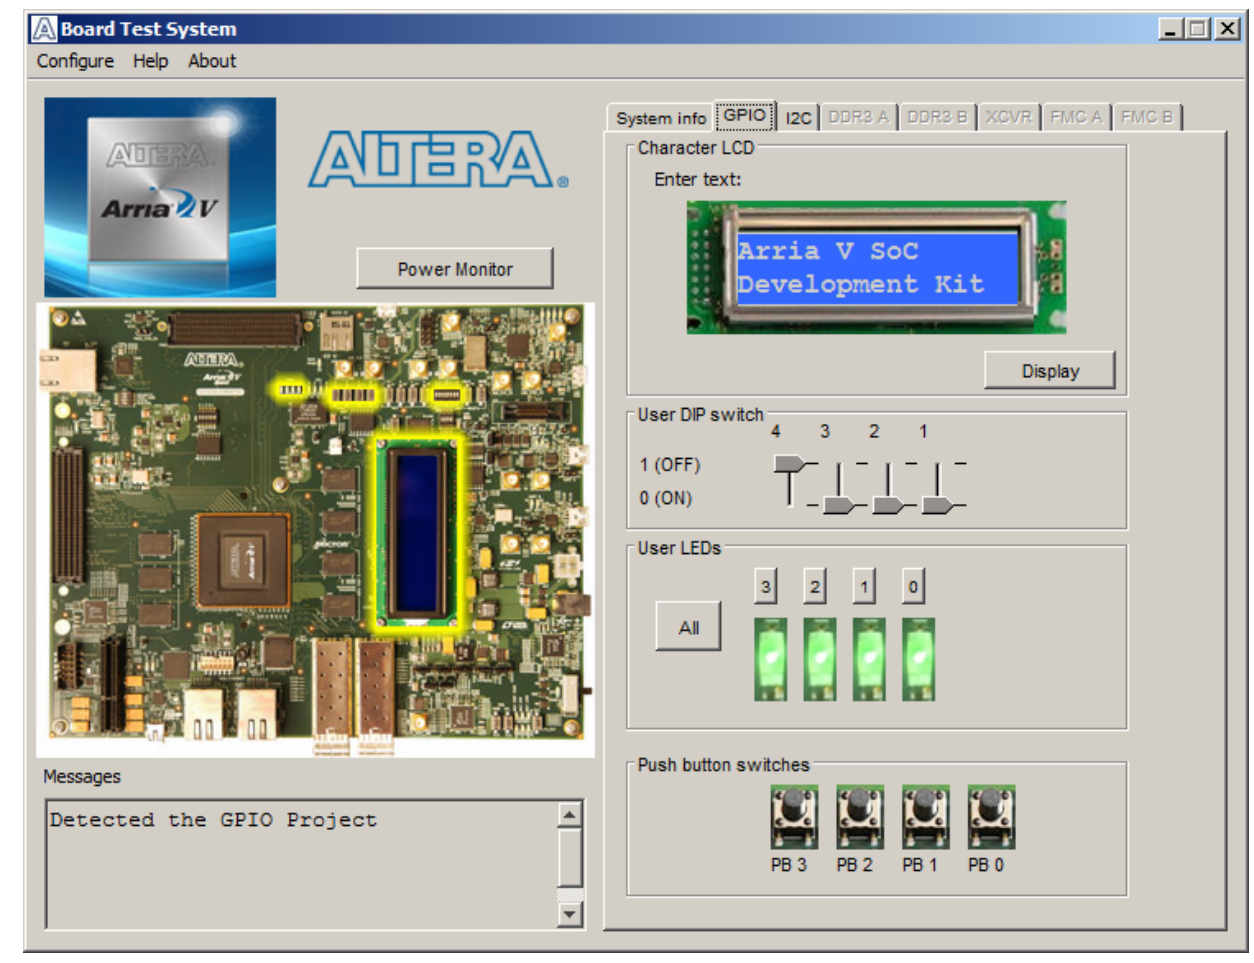 Board Test System
Configure Help About
ALTERA.
Arria V
ALTERA®
Power Monitor
ALTERA.
Arria V
Messages
Detected the GPIO Project
System info GPIO I2C DDR3 A DDR3 B XCVR FMC A FMC B
Character LCD
Enter text:
Arria V SoC
Development Kit
Display
User DIP switch
4 3 2 1
1 (OFF)
0 (ON)
User LEDs
3 2 1 0
All
Push button switches
PB 3 PB 2 PB 1 PB 0